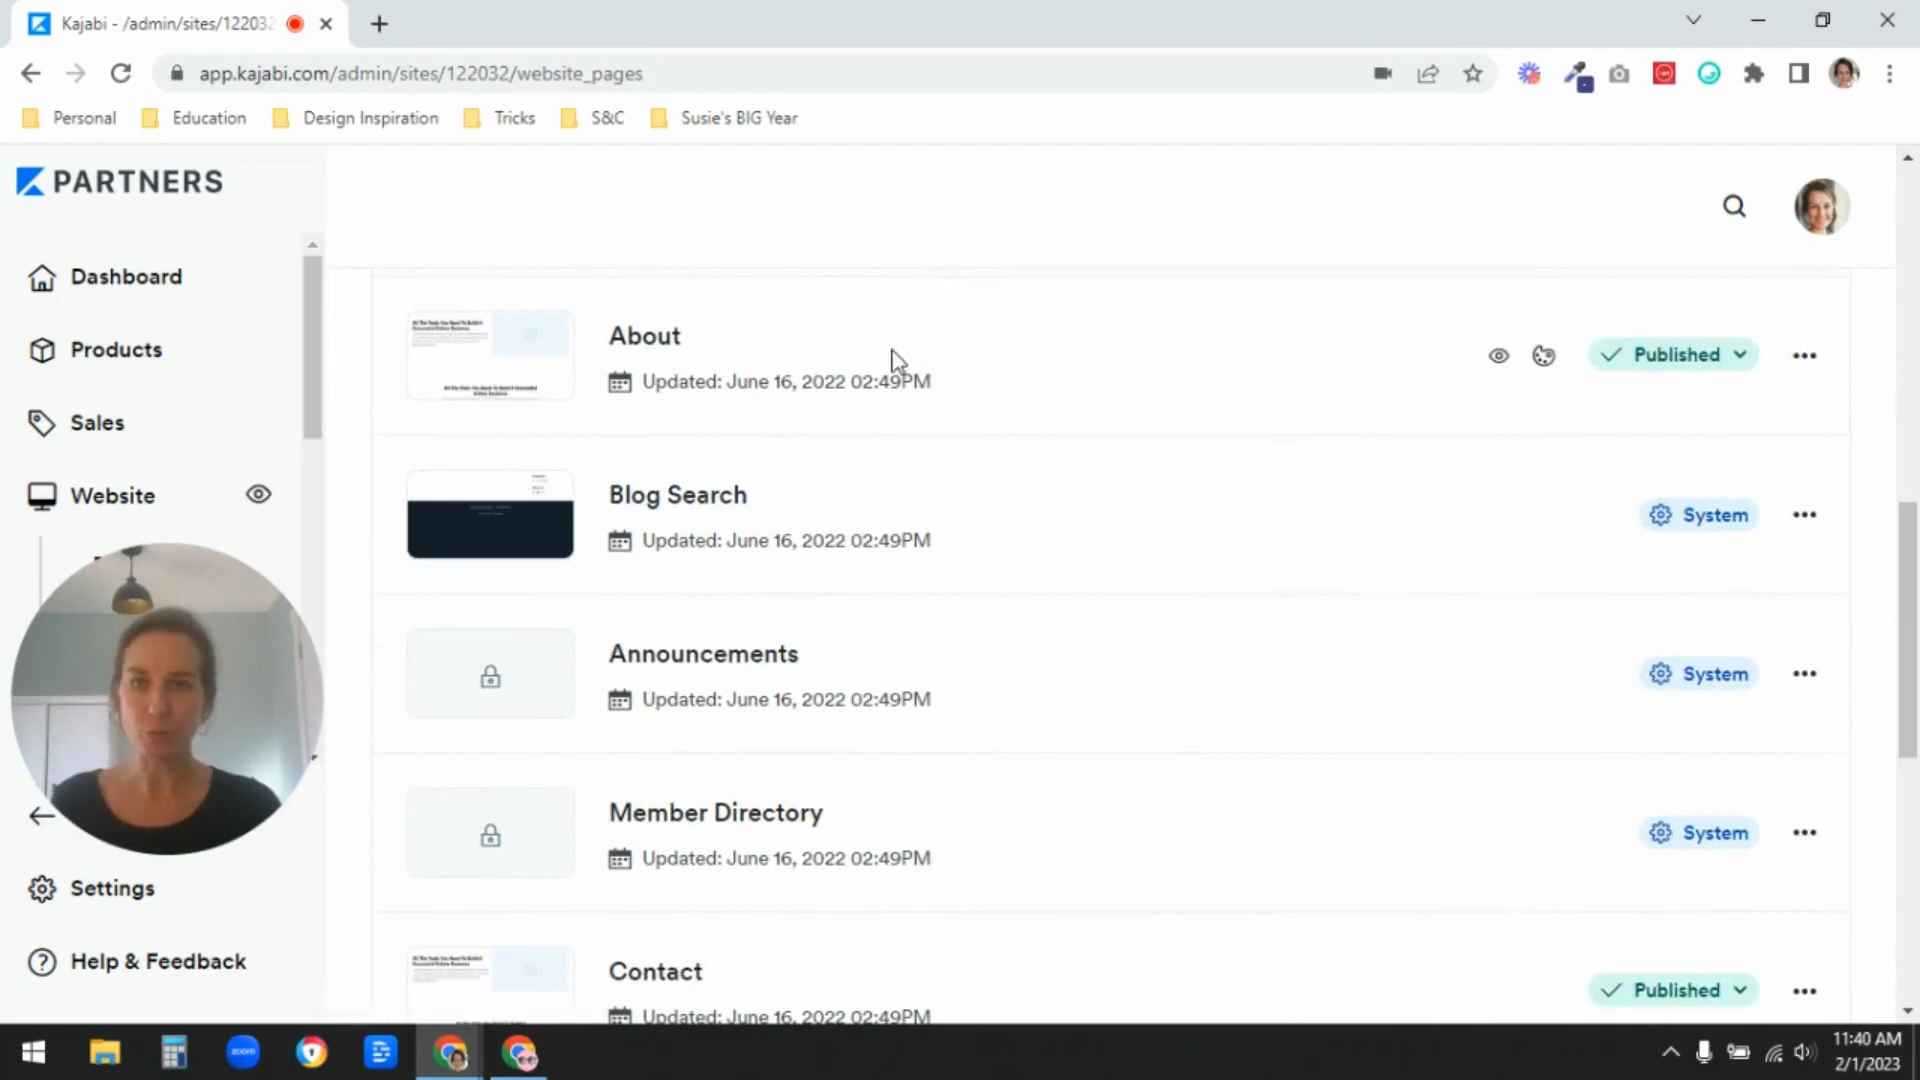 Kajabi - /admin/sites/122032
app.kajabi.com/admin/sites/122032/website_pages
Personal
Education
Design Inspiration
Tricks
S&C
Susie's BIG Year
PARTNERS
Dashboard
Products
Sales
Website
Settings
Help & Feedback
About
Updated: June 16, 2022 02:49PM
Published
Blog Search
Updated: June 16, 2022 02:49PM
System
Announcements
Updated: June 16, 2022 02:49PM
System
Member Directory
Updated: June 16, 2022 02:49PM
System
Contact
Updated: June 16, 2022 02:49PM
Published
zoom
11:40 AM
2/1/2023